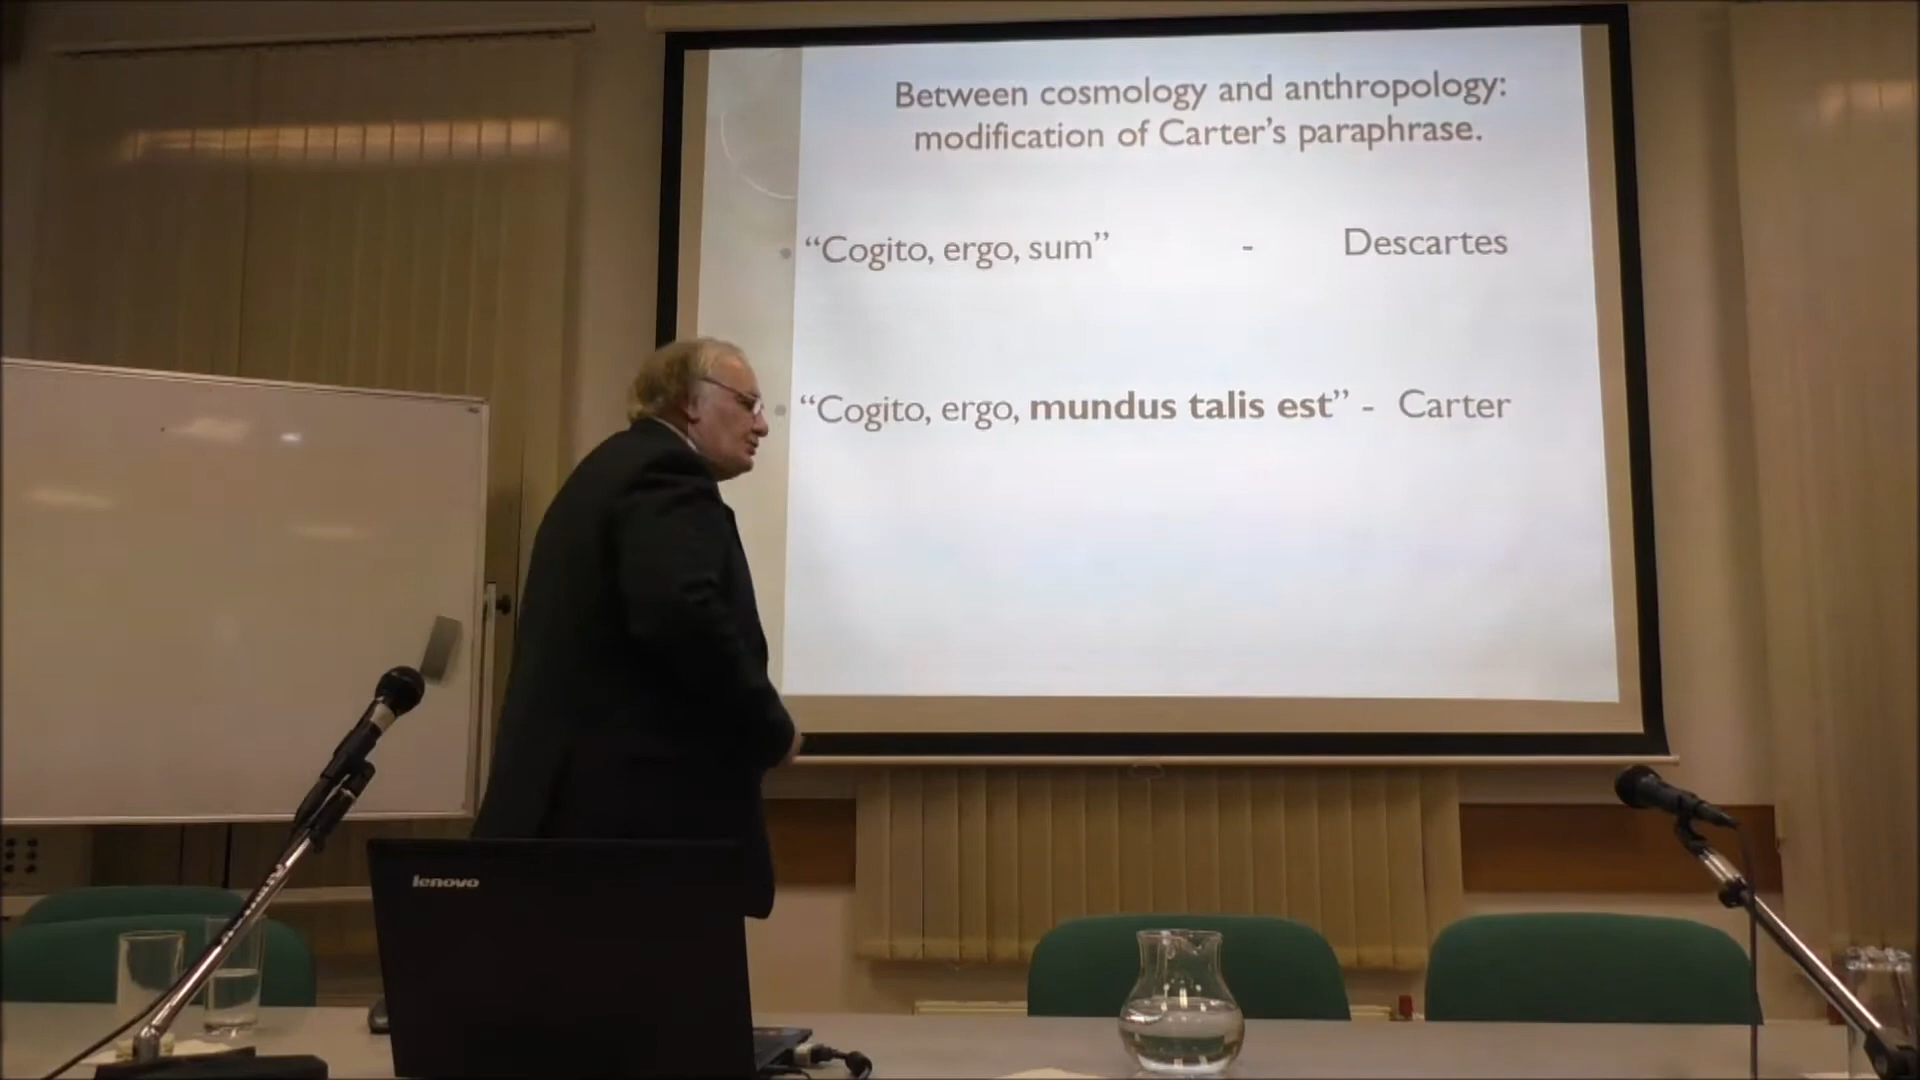 Between cosmology and anthropology:
modification of Carter's paraphrase.
“Cogito, ergo, sum” - Descartes
“Cogito, ergo, mundus talis est” - Carter
lenovo